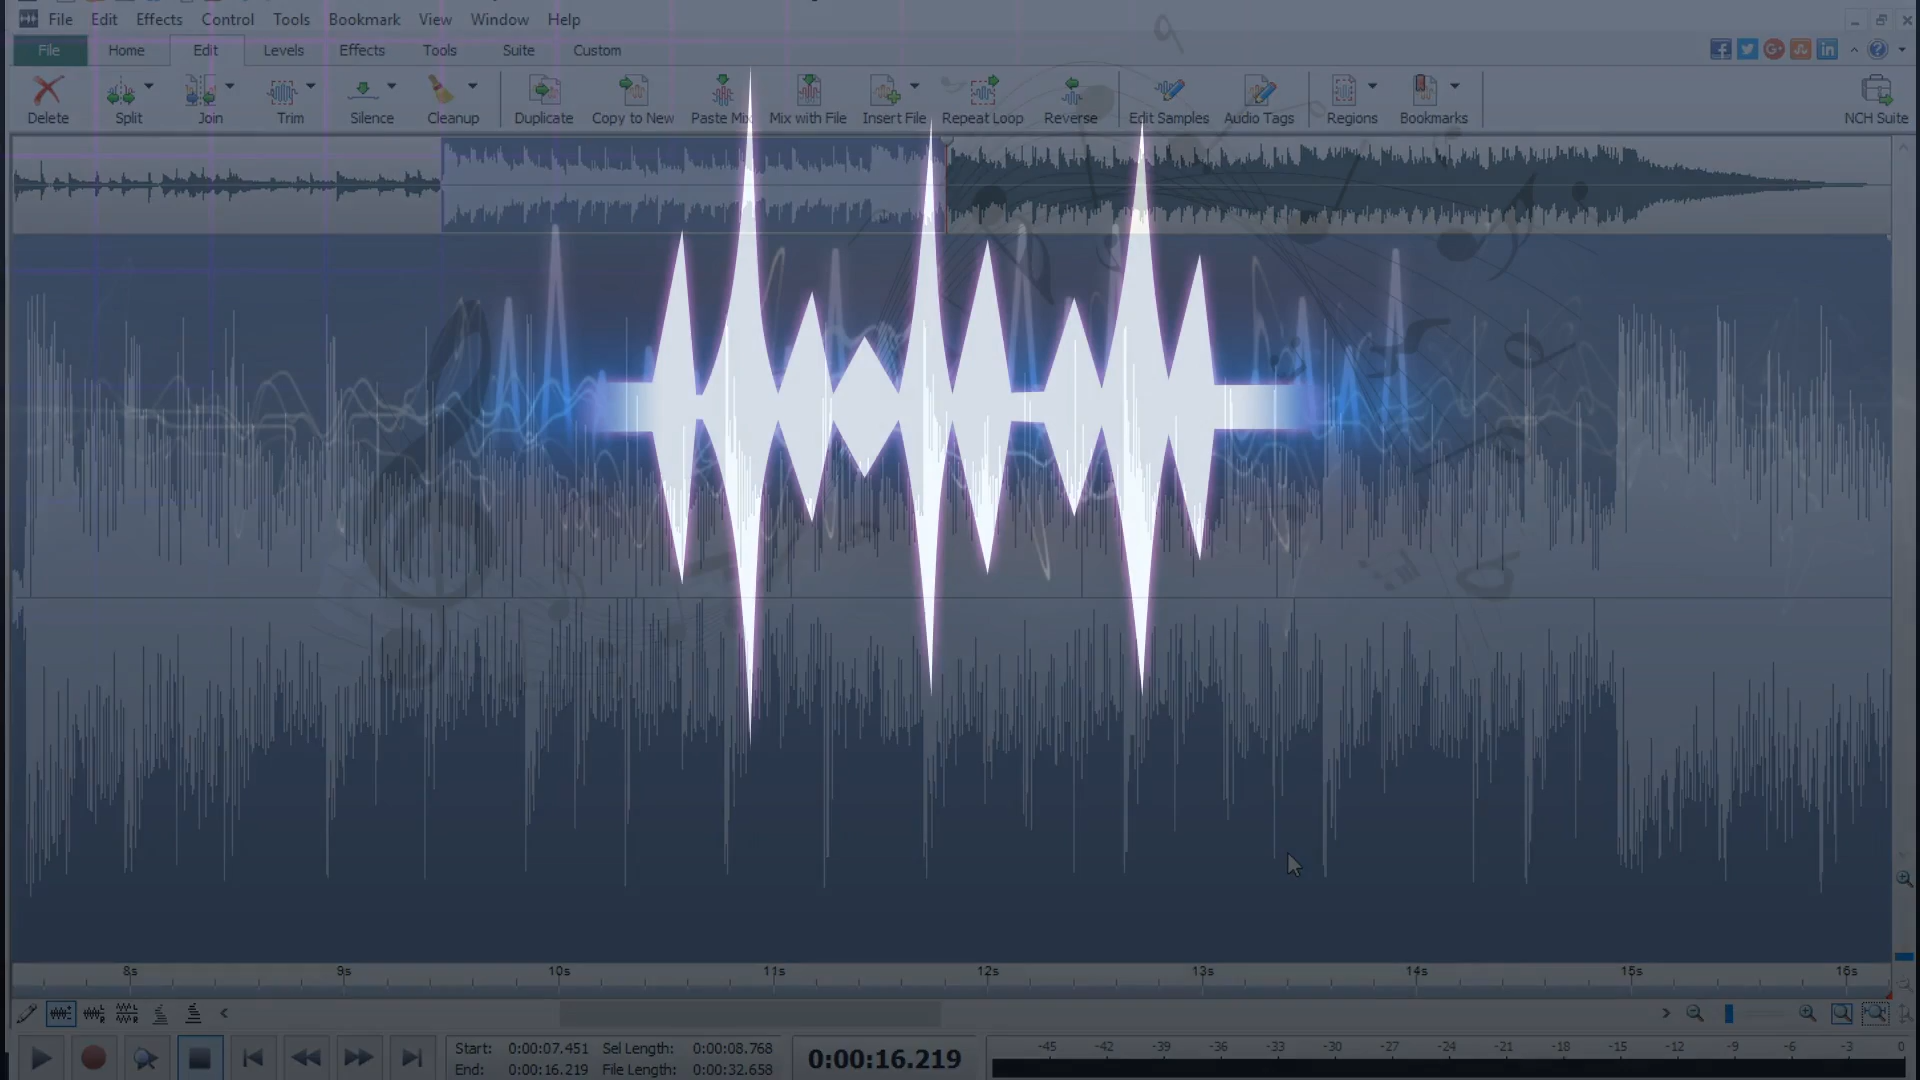 File Edit Effects Control Tools Bookmark View Window Help
File Home Edit Levels Effects Tools Suite Custom
Delete Split Join Trim Silence Cleanup Duplicate Copy to New Paste Mix Mix with File Insert File Repeat Loop Reverse Edit Samples Audio Tags Regions Bookmarks NCH Suite
8s 9s 10s 11s 12s 13s 14s 15s 16s
Start: 0:00:07.451 Sel Length: 0:00:08.768
End: 0:00:16.219 File Length: 0:00:32.658
0:00:16.219
-45 -42 -39 -36 -33 -30 -27 -24 -21 -18 -15 -12 -9 -6 -3 0